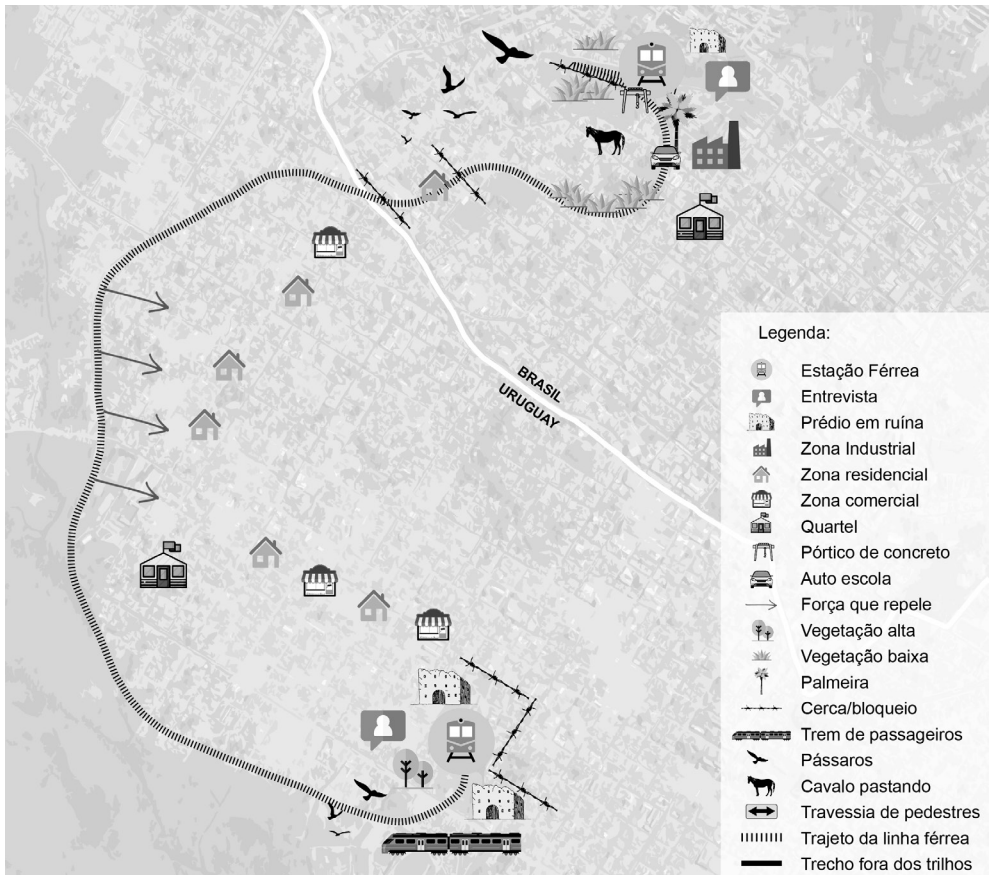 BRASIL
URUGUAY
Legenda:
Estação Férrea
Entrevista
Prédio em ruína
Zona Industrial
Zona residencial
Zona comercial
Quartel
Pórtico de concreto
Auto escola
Força que repele
Vegetação alta
Vegetação baixa
Palmeira
Cerca/bloqueio
Trem de passageiros
Pássaros
Cavalo pastando
Travessia de pedestres
Trajeto da linha férrea
Trecho fora dos trilhos